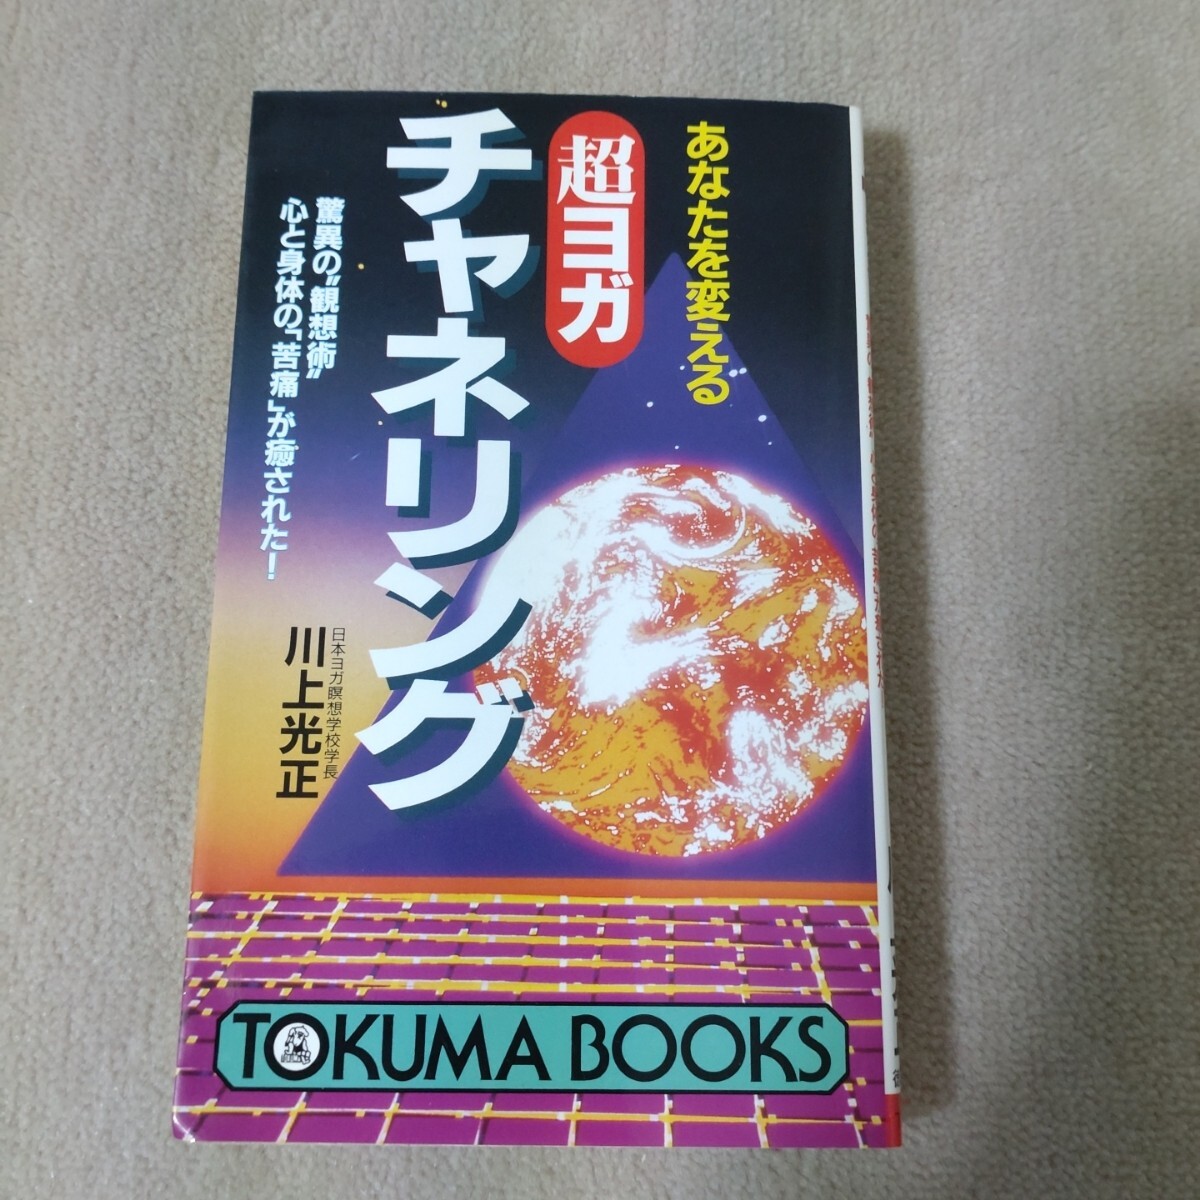 あなたを変える
超ヨガ
チャネリング
驚異の〝観想術〟
心と身体の「苦痛」が癒された！
日本ヨガ瞑想学校学長
川上光正
TOKUMA BOOKS